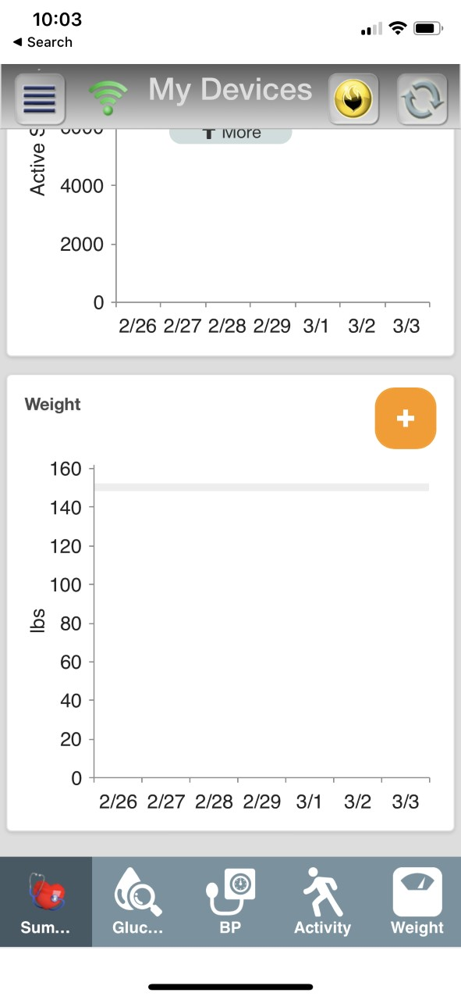 10:03
◀ Search
My Devices
More
Active S
6000
4000
2000
0
2/26 2/27 2/28 2/29 3/1 3/2 3/3
Weight
+
160
140
120
100
80
60
40
20
0
lbs
2/26 2/27 2/28 2/29 3/1 3/2 3/3
Sum... Gluc... BP Activity Weight